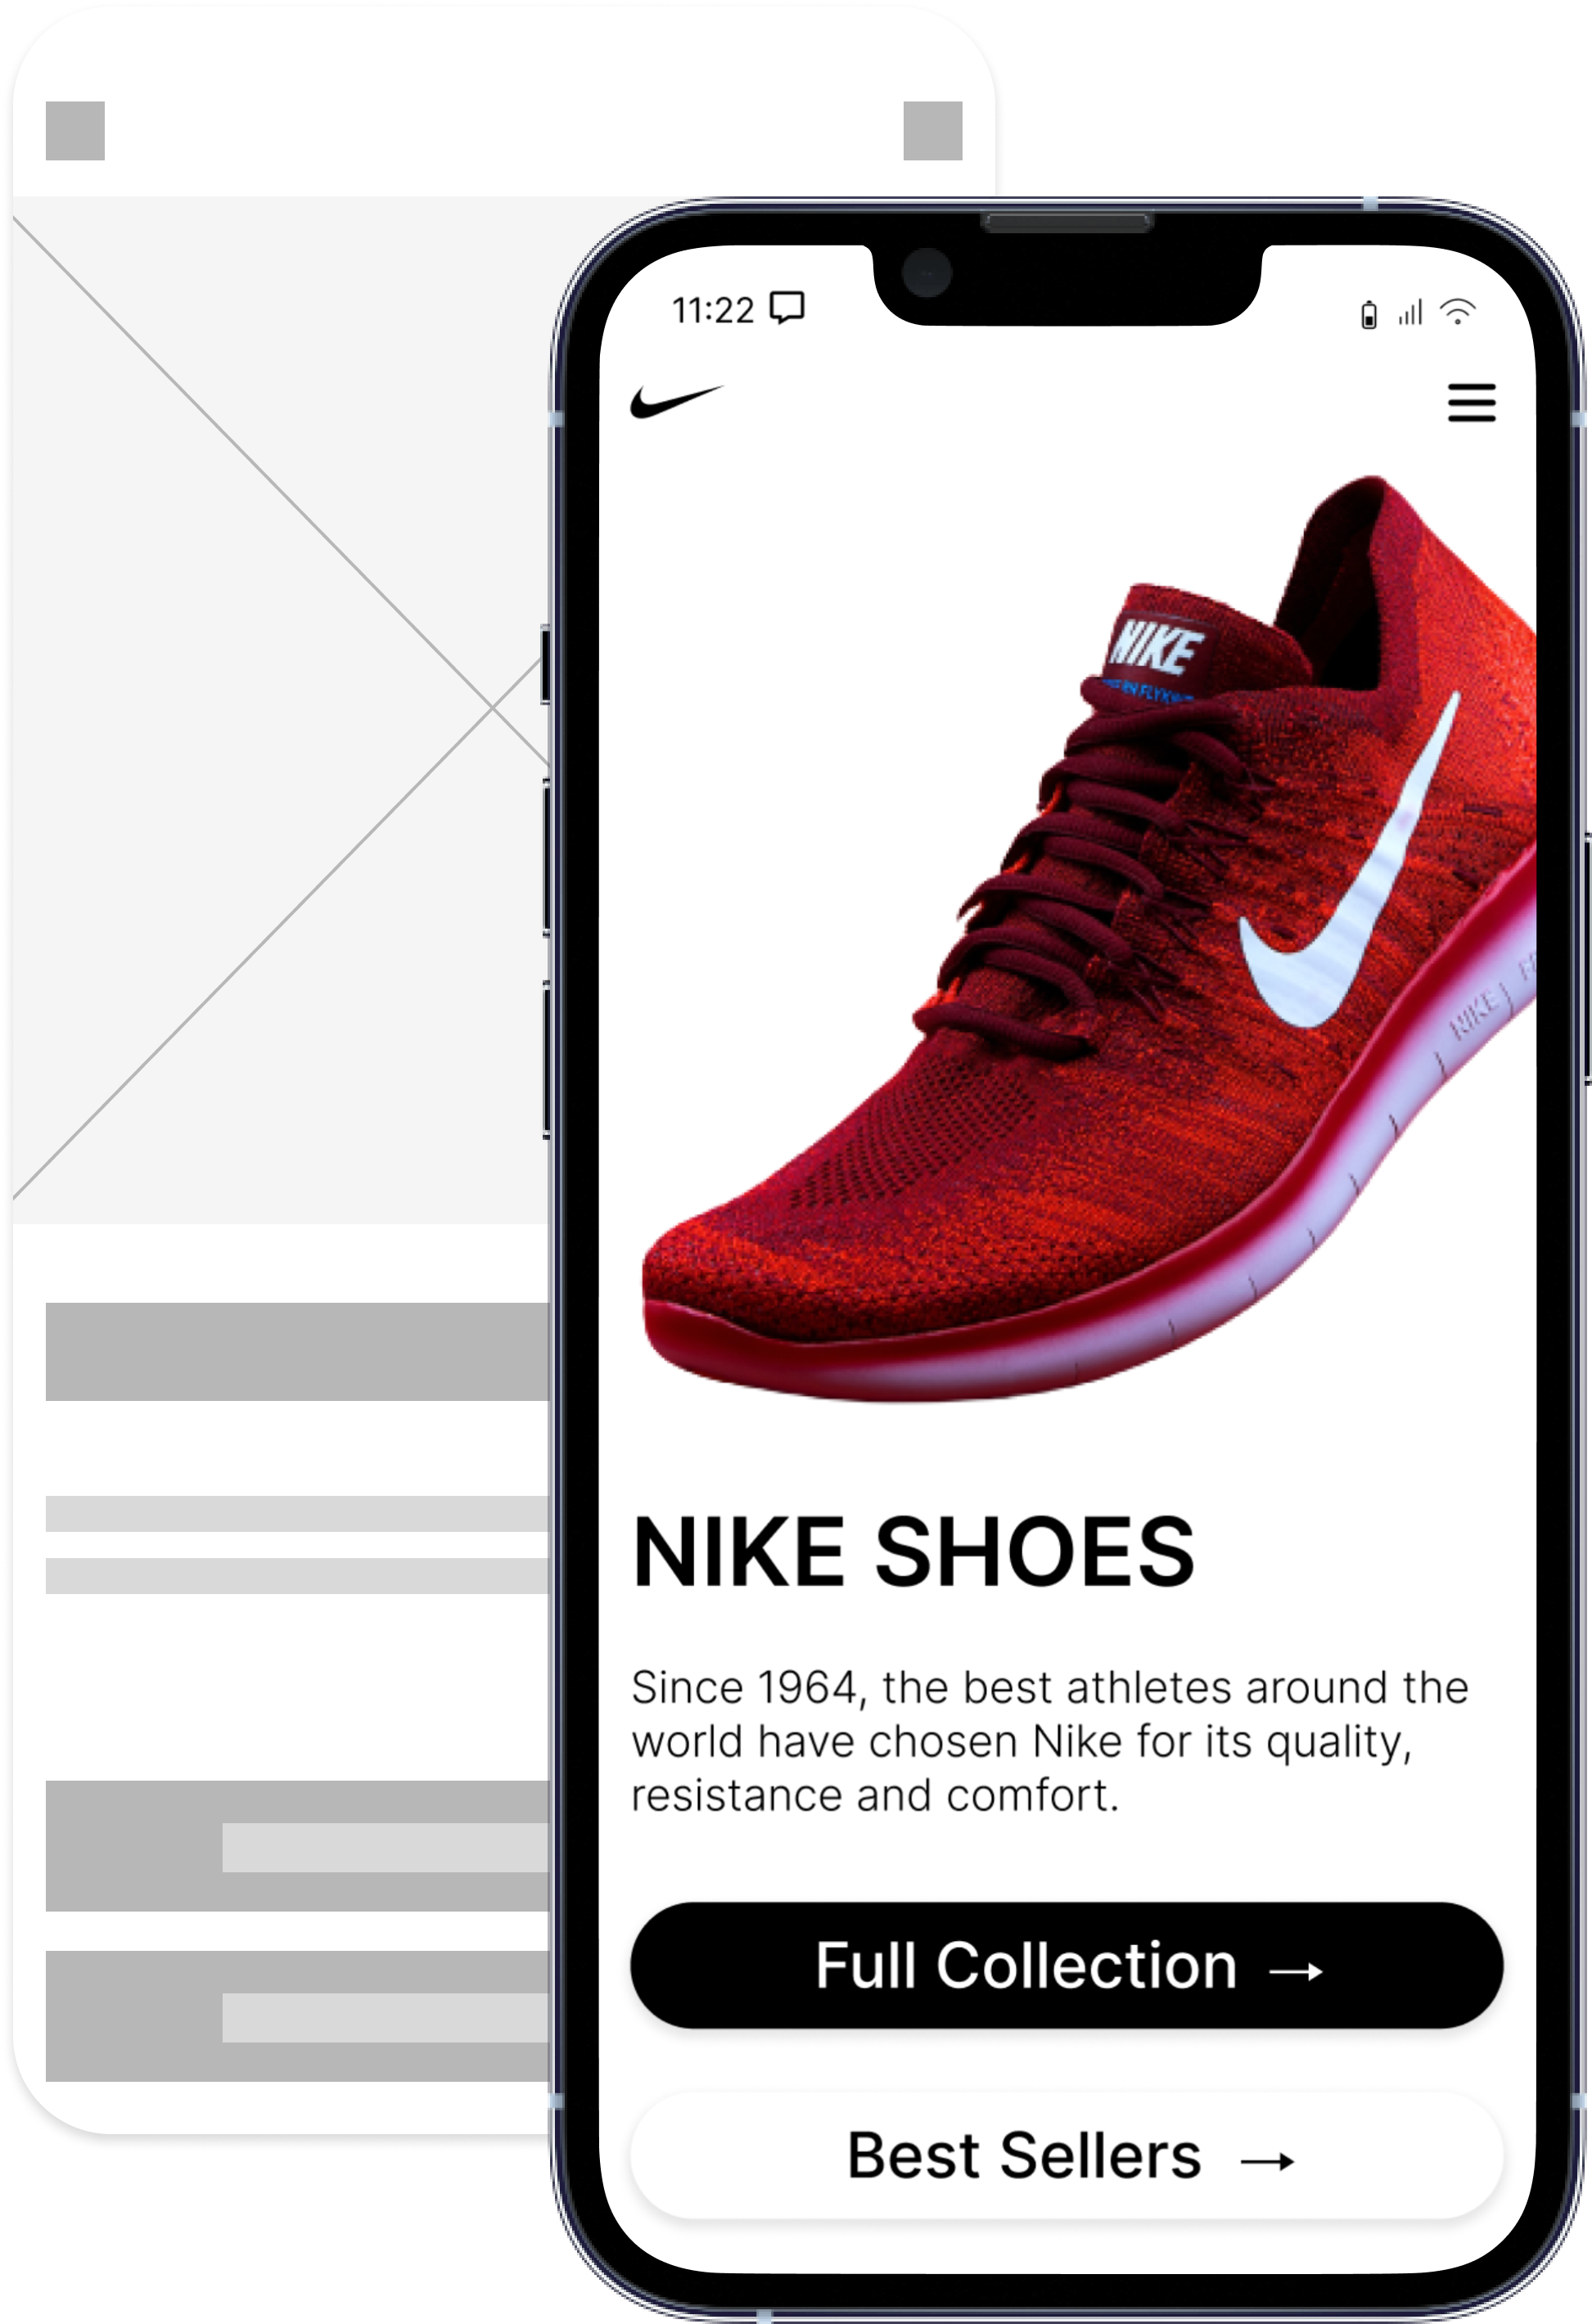 11:22
NIKE
NIKE
NIKE SHOES
Since 1964, the best athletes around the
world have chosen Nike for its quality,
resistance and comfort.
Full Collection →
Best Sellers →